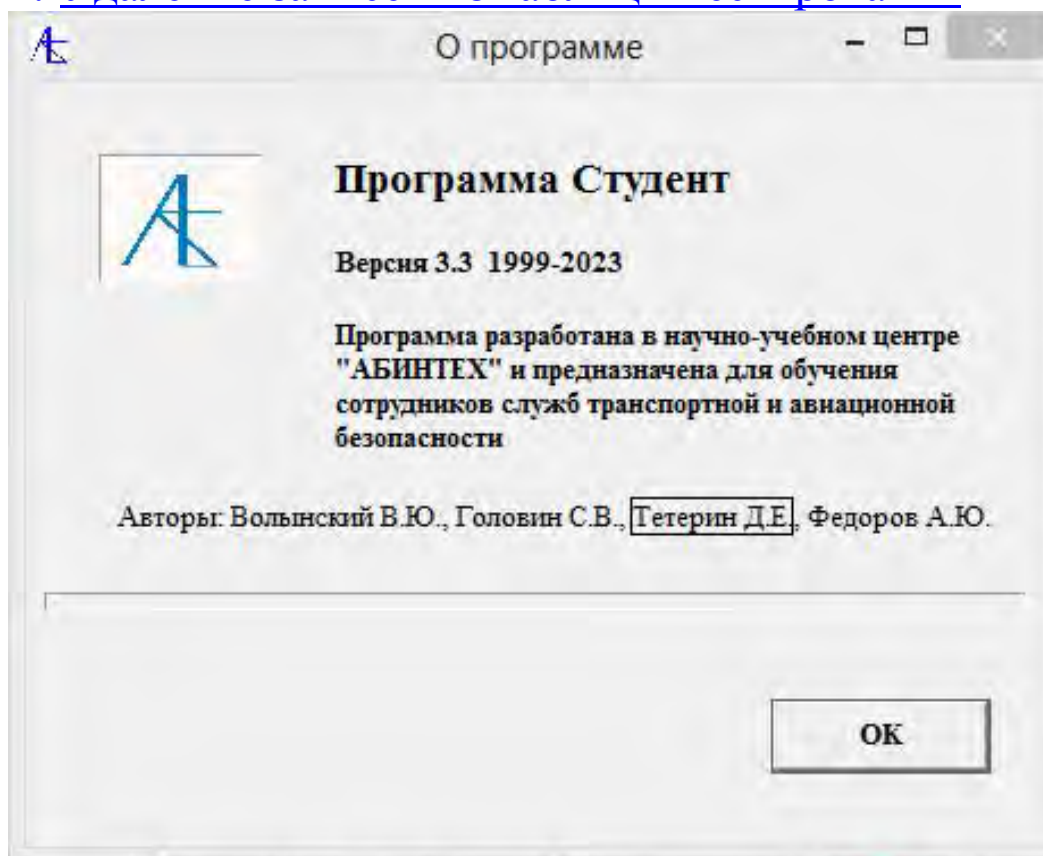 О программе
Программа Студент
Версия 3.3 1999-2023
Программа разработана в научно-учебном центре
"АБИНТЕХ" и предназначена для обучения
сотрудников служб транспортной и авиационной
безопасности
Авторы: Волынский В.Ю., Головин С.В., Тетерин Д.Е., Федоров А.Ю.
ОК